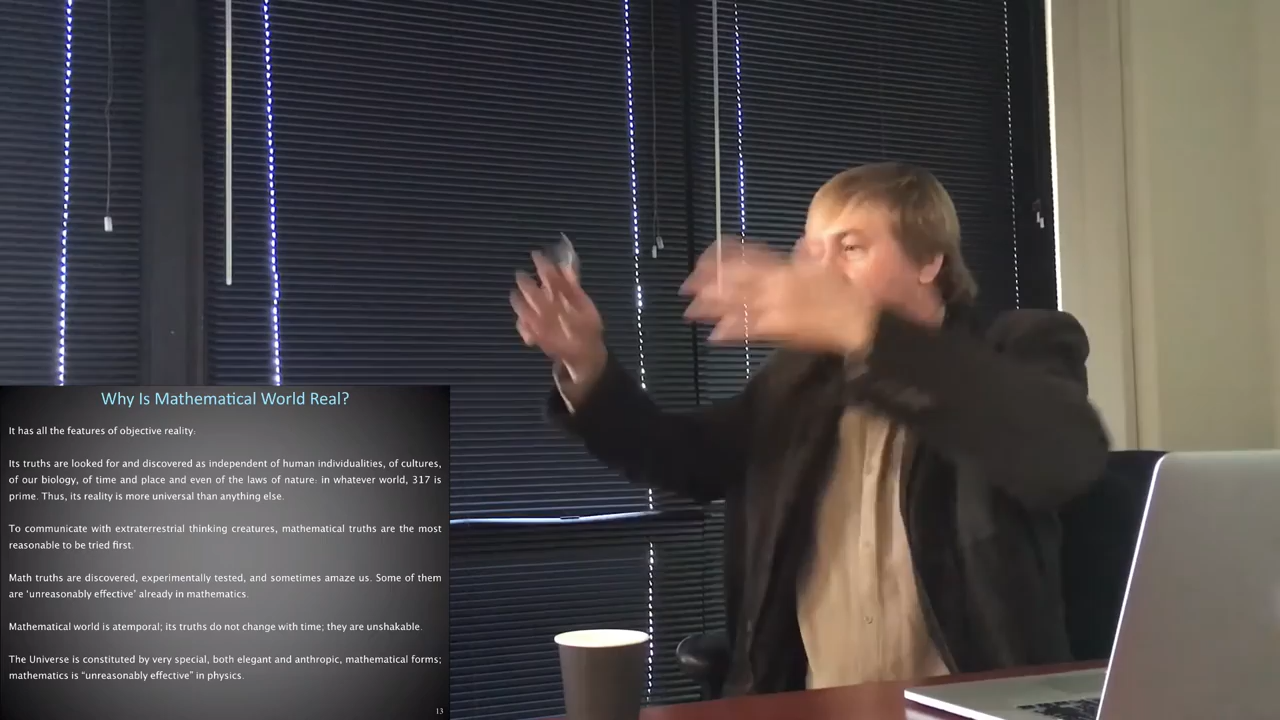 Why Is Mathematical World Real?
It has all the features of objective reality:
Its truths are looked for and discovered as independent of human individualities, of cultures,
of our biology, of time and place and even of the laws of nature: in whatever world, 317 is
prime. Thus, its reality is more universal than anything else.
To communicate with extraterrestrial thinking creatures, mathematical truths are the most
reasonable to be tried first.
Math truths are discovered, experimentally tested, and sometimes amaze us. Some of them
are ‘unreasonably effective’ already in mathematics.
Mathematical world is atemporal; its truths do not change with time; they are unshakable.
The Universe is constituted by very special, both elegant and anthropic, mathematical forms;
mathematics is “unreasonably effective” in physics.
13